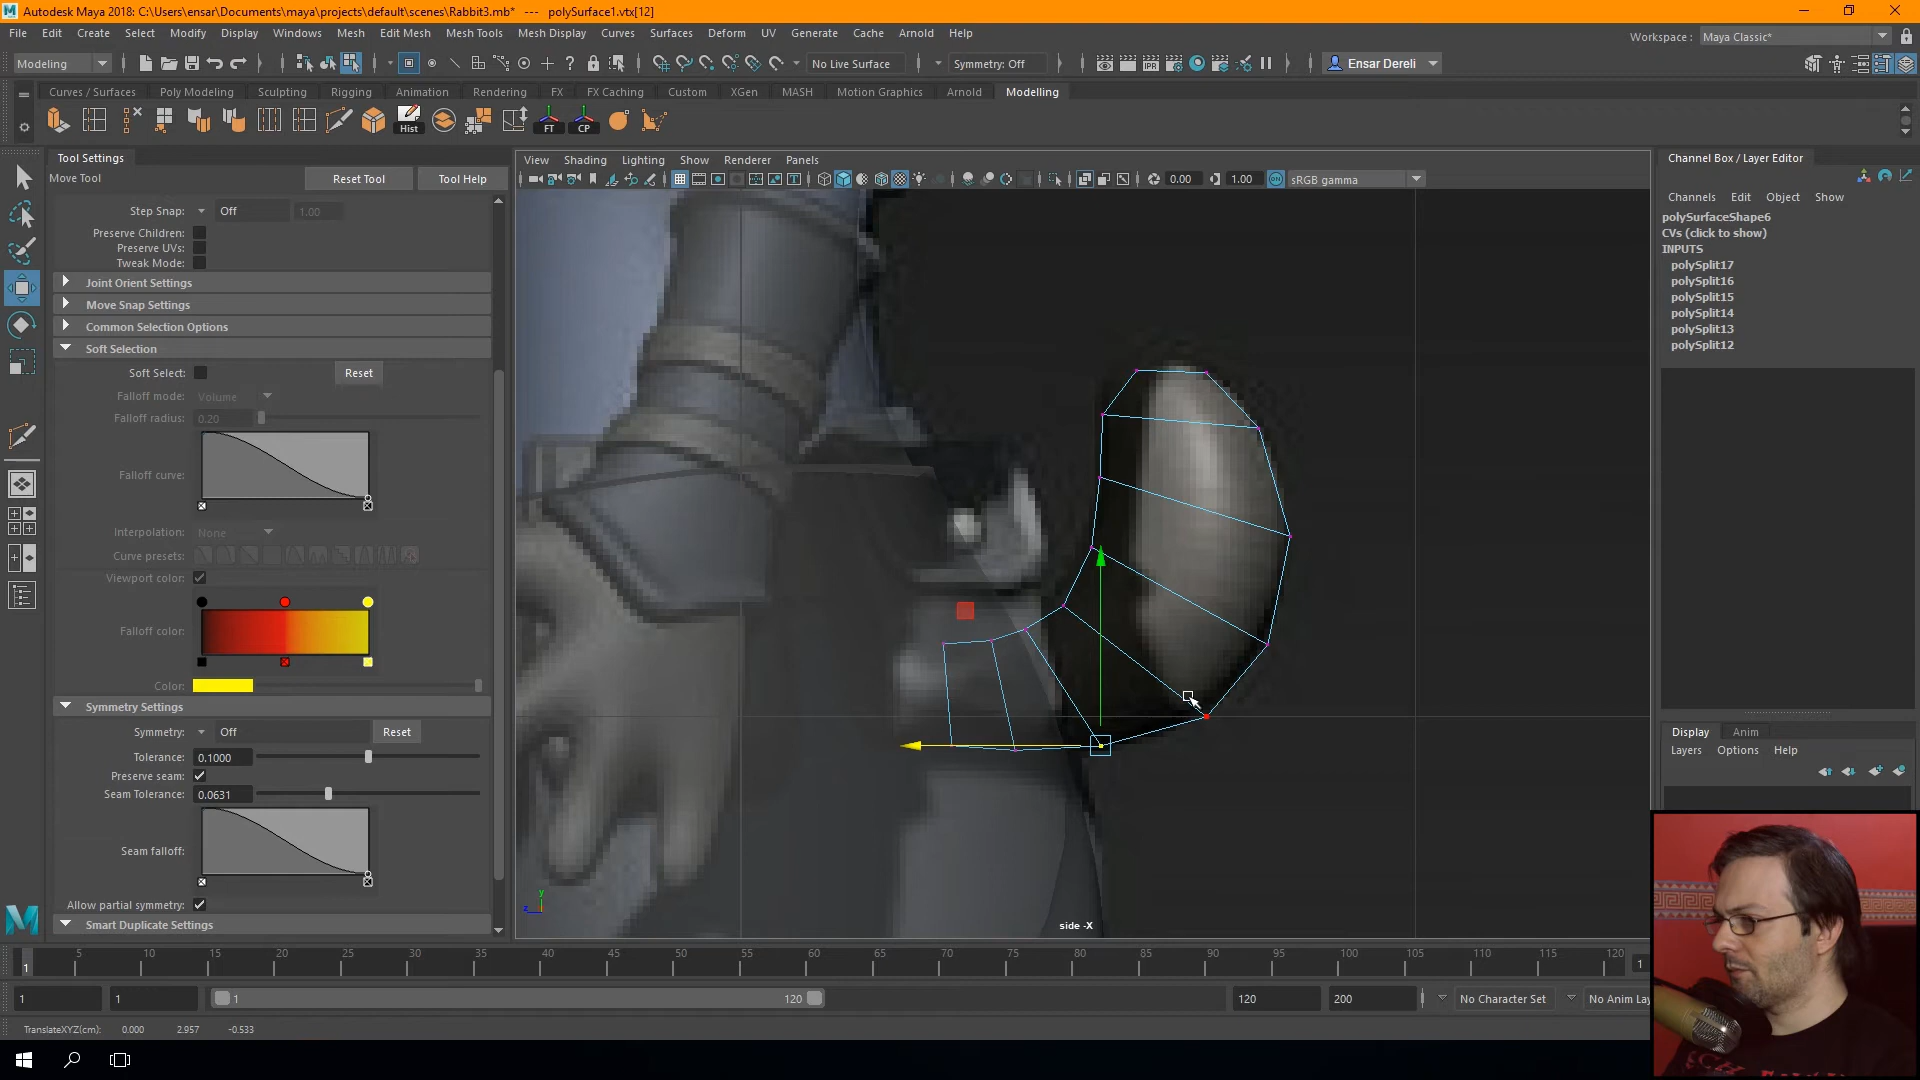 Autodesk Maya 2018: C:\Users\ensar\Documents\maya\projects\default\scenes\Rabbit3.mb* --- polySurface1.vtx[12]
File Edit Create Select Modify Display Windows Mesh Edit Mesh Mesh Tools Mesh Display Curves Surfaces Deform UV Generate Cache Arnold Help
Workspace : Maya Classic*
Modeling No Live Surface Symmetry: Off Ensar Dereli
Curves / Surfaces Poly Modeling Sculpting Rigging Animation Rendering FX FX Caching Custom XGen MASH Motion Graphics Arnold Modelling
Hist FT CP
Tool Settings
Move Tool Reset Tool Tool Help
Step Snap: Off 1.00
Preserve Children:
Preserve UVs:
Tweak Mode:
Joint Orient Settings
Move Snap Settings
Common Selection Options
Soft Selection
Soft Select: Reset
Falloff mode: Volume
Falloff radius: 0.20
Falloff curve:
Interpolation: None
Curve presets:
Viewport color:
Falloff color:
Color:
Symmetry Settings
Symmetry: Off Reset
Tolerance: 0.1000
Preserve seam:
Seam Tolerance: 0.0631
Seam falloff:
Allow partial symmetry:
Smart Duplicate Settings
View Shading Lighting Show Renderer Panels
0.00 1.00 ON sRGB gamma
y
z
side -X
Channel Box / Layer Editor
Channels Edit Object Show
polySurfaceShape6
CVs (click to show)
INPUTS
polySplit17
polySplit16
polySplit15
polySplit14
polySplit13
polySplit12
Display Anim
Layers Options Help
1 5 10 15 20 25 30 35 40 45 50 55 60 65 70 75 80 85 90 95 100 105 110 115 120 1
1 1 1 120 120 200 No Character Set No Anim Lay
TranslateXYZ(cm): 0.000 2.957 -0.533